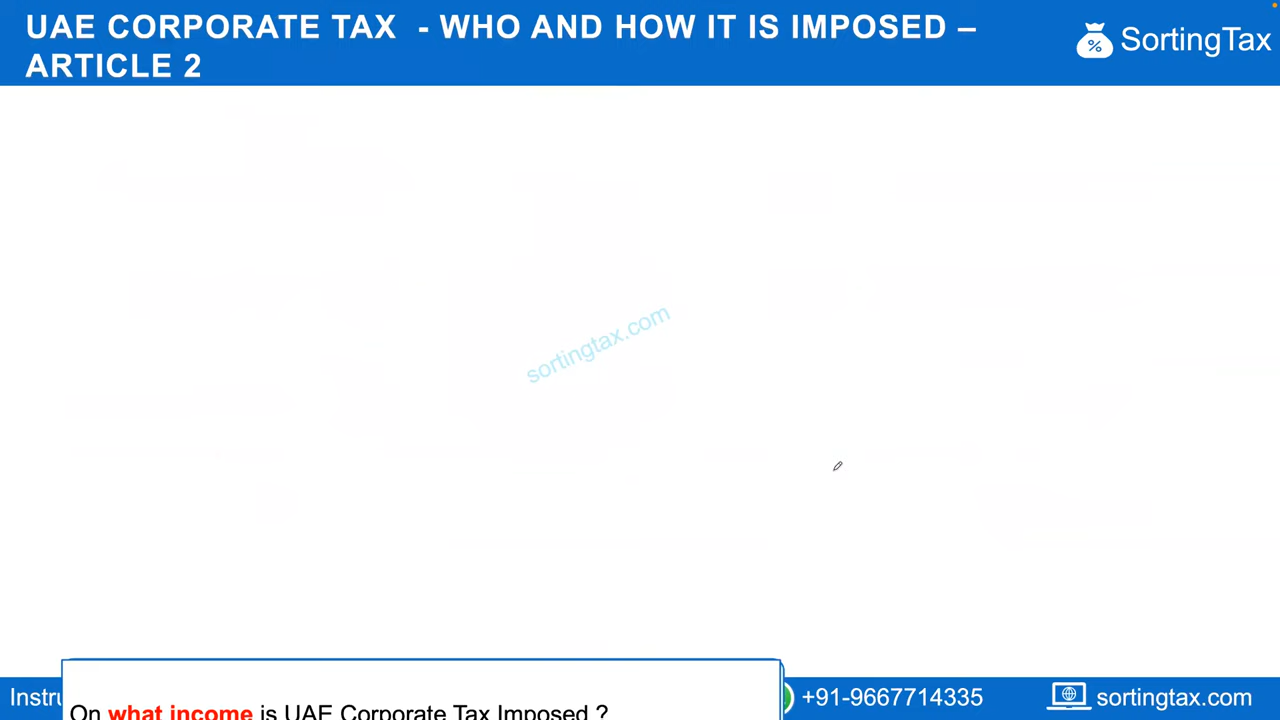 UAE CORPORATE TAX - WHO AND HOW IT IS IMPOSED –
ARTICLE 2
% SortingTax
sortingtax.com
On what income is UAE Corporate Tax Imposed ?
+91-9667714335
sortingtax.com